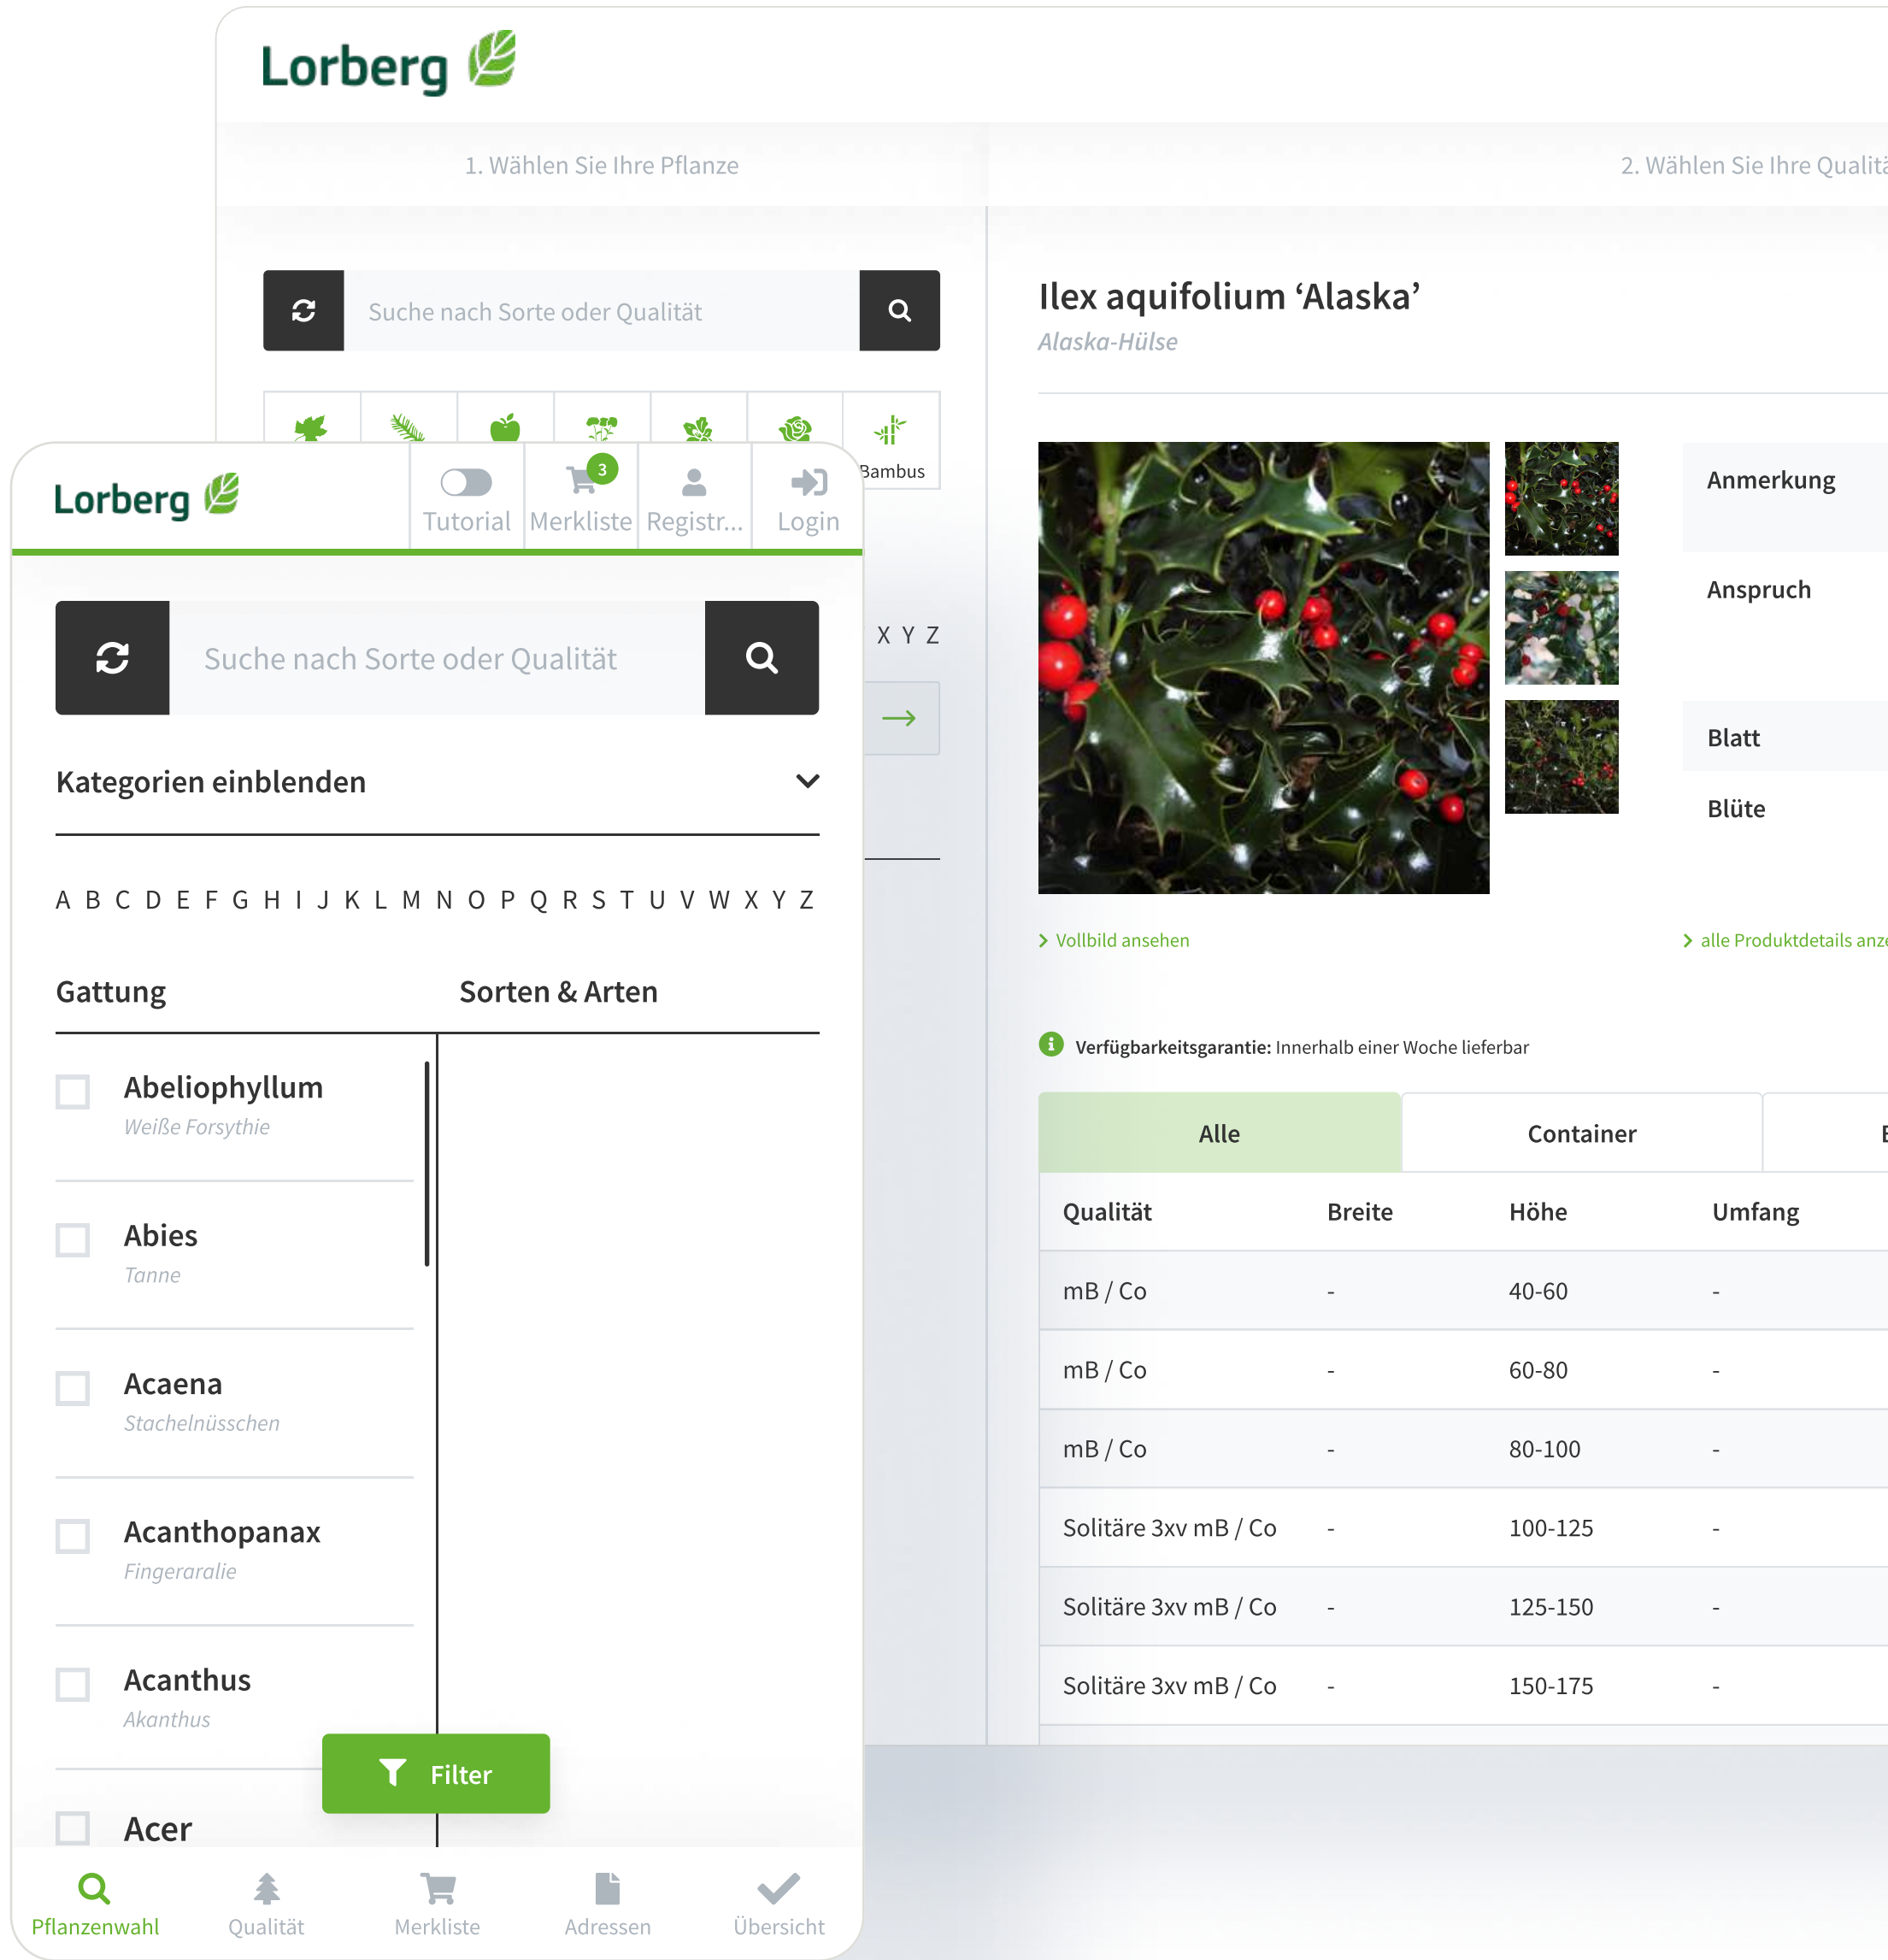 Lorberg
1. Wählen Sie Ihre Pflanze
2. Wählen Sie Ihre
Suche nach Sorte oder Qualität
Bambus
X Y Z
Ilex aquifolium ‘Alaska’
Alaska-Hülse
Anmerkung
Anspruch
Blatt
Blüte
Vollbild ansehen
alle Produktdetails
Verfügbarkeitsgarantie: Innerhalb einer Woche lieferbar
Alle Container
Qualität Breite Höhe Umfang
mB / Co - 40-60 -
mB / Co - 60-80 -
mB / Co - 80-100 -
Solitäre 3xv mB / Co - 100-125 -
Solitäre 3xv mB / Co - 125-150 -
Solitäre 3xv mB / Co - 150-175 -
Lorberg
3
Tutorial Merkliste Registr... Login
Suche nach Sorte oder Qualität
Kategorien einblenden
A B C D E F G H I J K L M N O P Q R S T U V W X Y Z
Gattung Sorten & Arten
Abeliophyllum
Weiße Forsythie
Abies
Tanne
Acaena
Stachelnüsschen
Acanthopanax
Fingeraralie
Acanthus
Akanthus
Filter
Acer
Pflanzenwahl Qualität Merkliste Adressen Übersicht